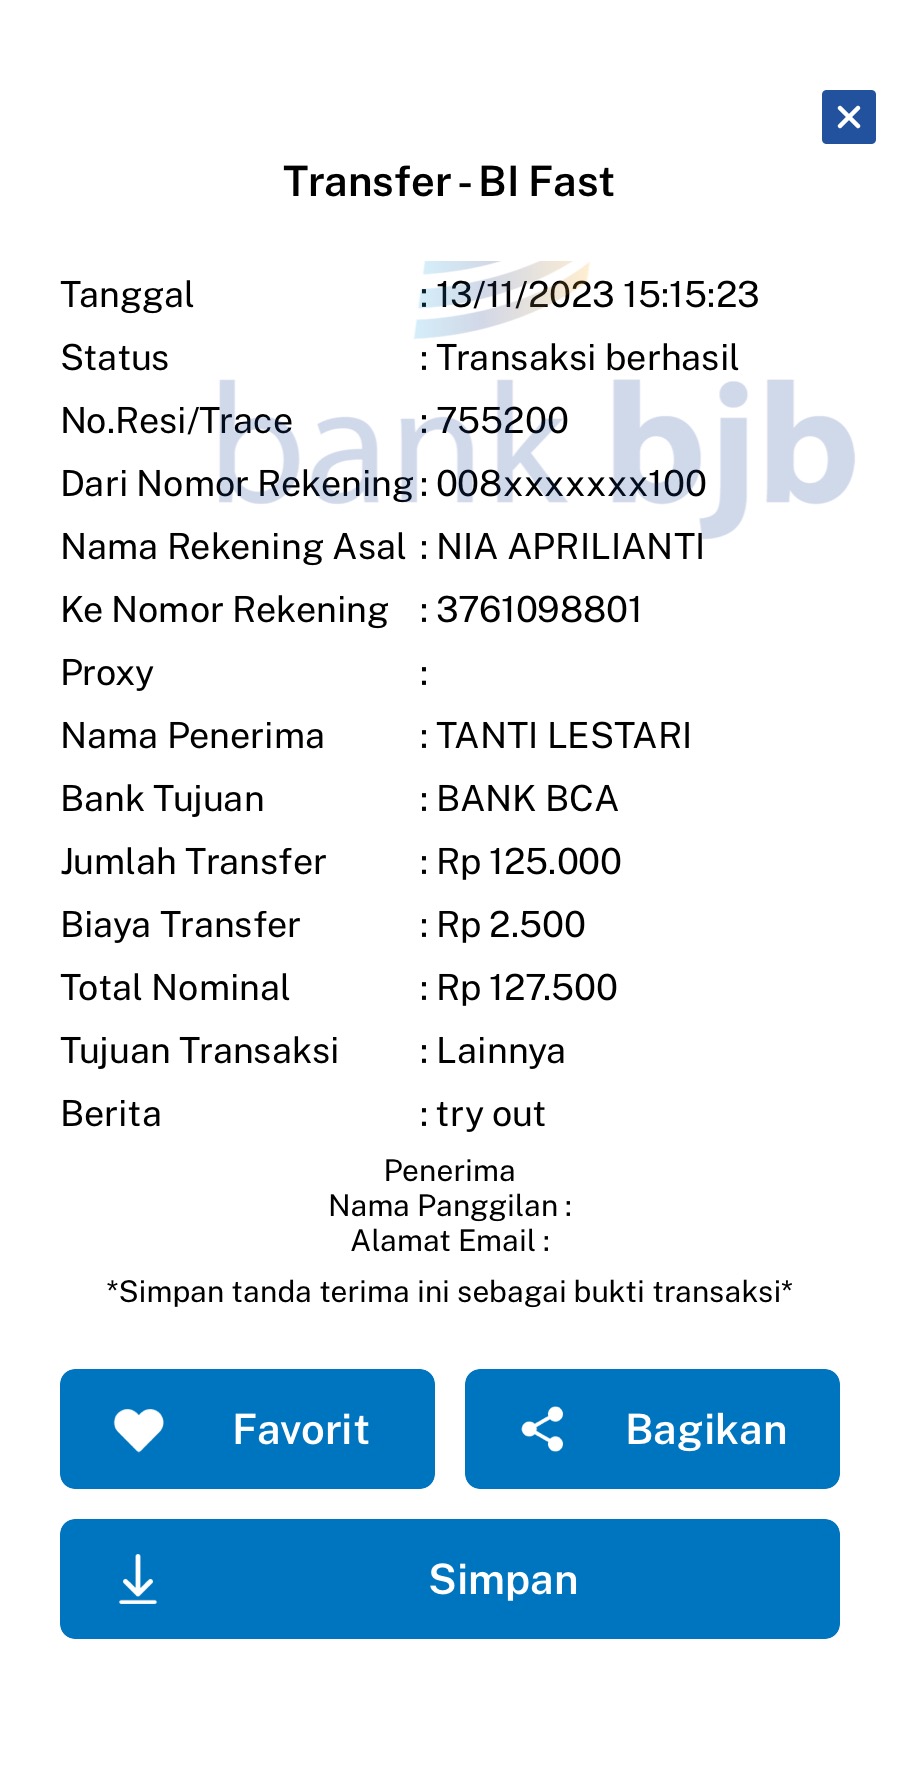 Transfer - BI Fast
Tanggal : 13/11/2023 15:15:23
Status : Transaksi berhasil
No.Resi/Trace : 755200
Dari Nomor Rekening : 008xxxxxxx100
Nama Rekening Asal : NIA APRILIANTI
Ke Nomor Rekening : 3761098801
Proxy :
Nama Penerima : TANTI LESTARI
Bank Tujuan : BANK BCA
Jumlah Transfer : Rp 125.000
Biaya Transfer : Rp 2.500
Total Nominal : Rp 127.500
Tujuan Transaksi : Lainnya
Berita : try out
bank bjb
Penerima
Nama Panggilan :
Alamat Email :
*Simpan tanda terima ini sebagai bukti transaksi*
Favorit
Bagikan
Simpan